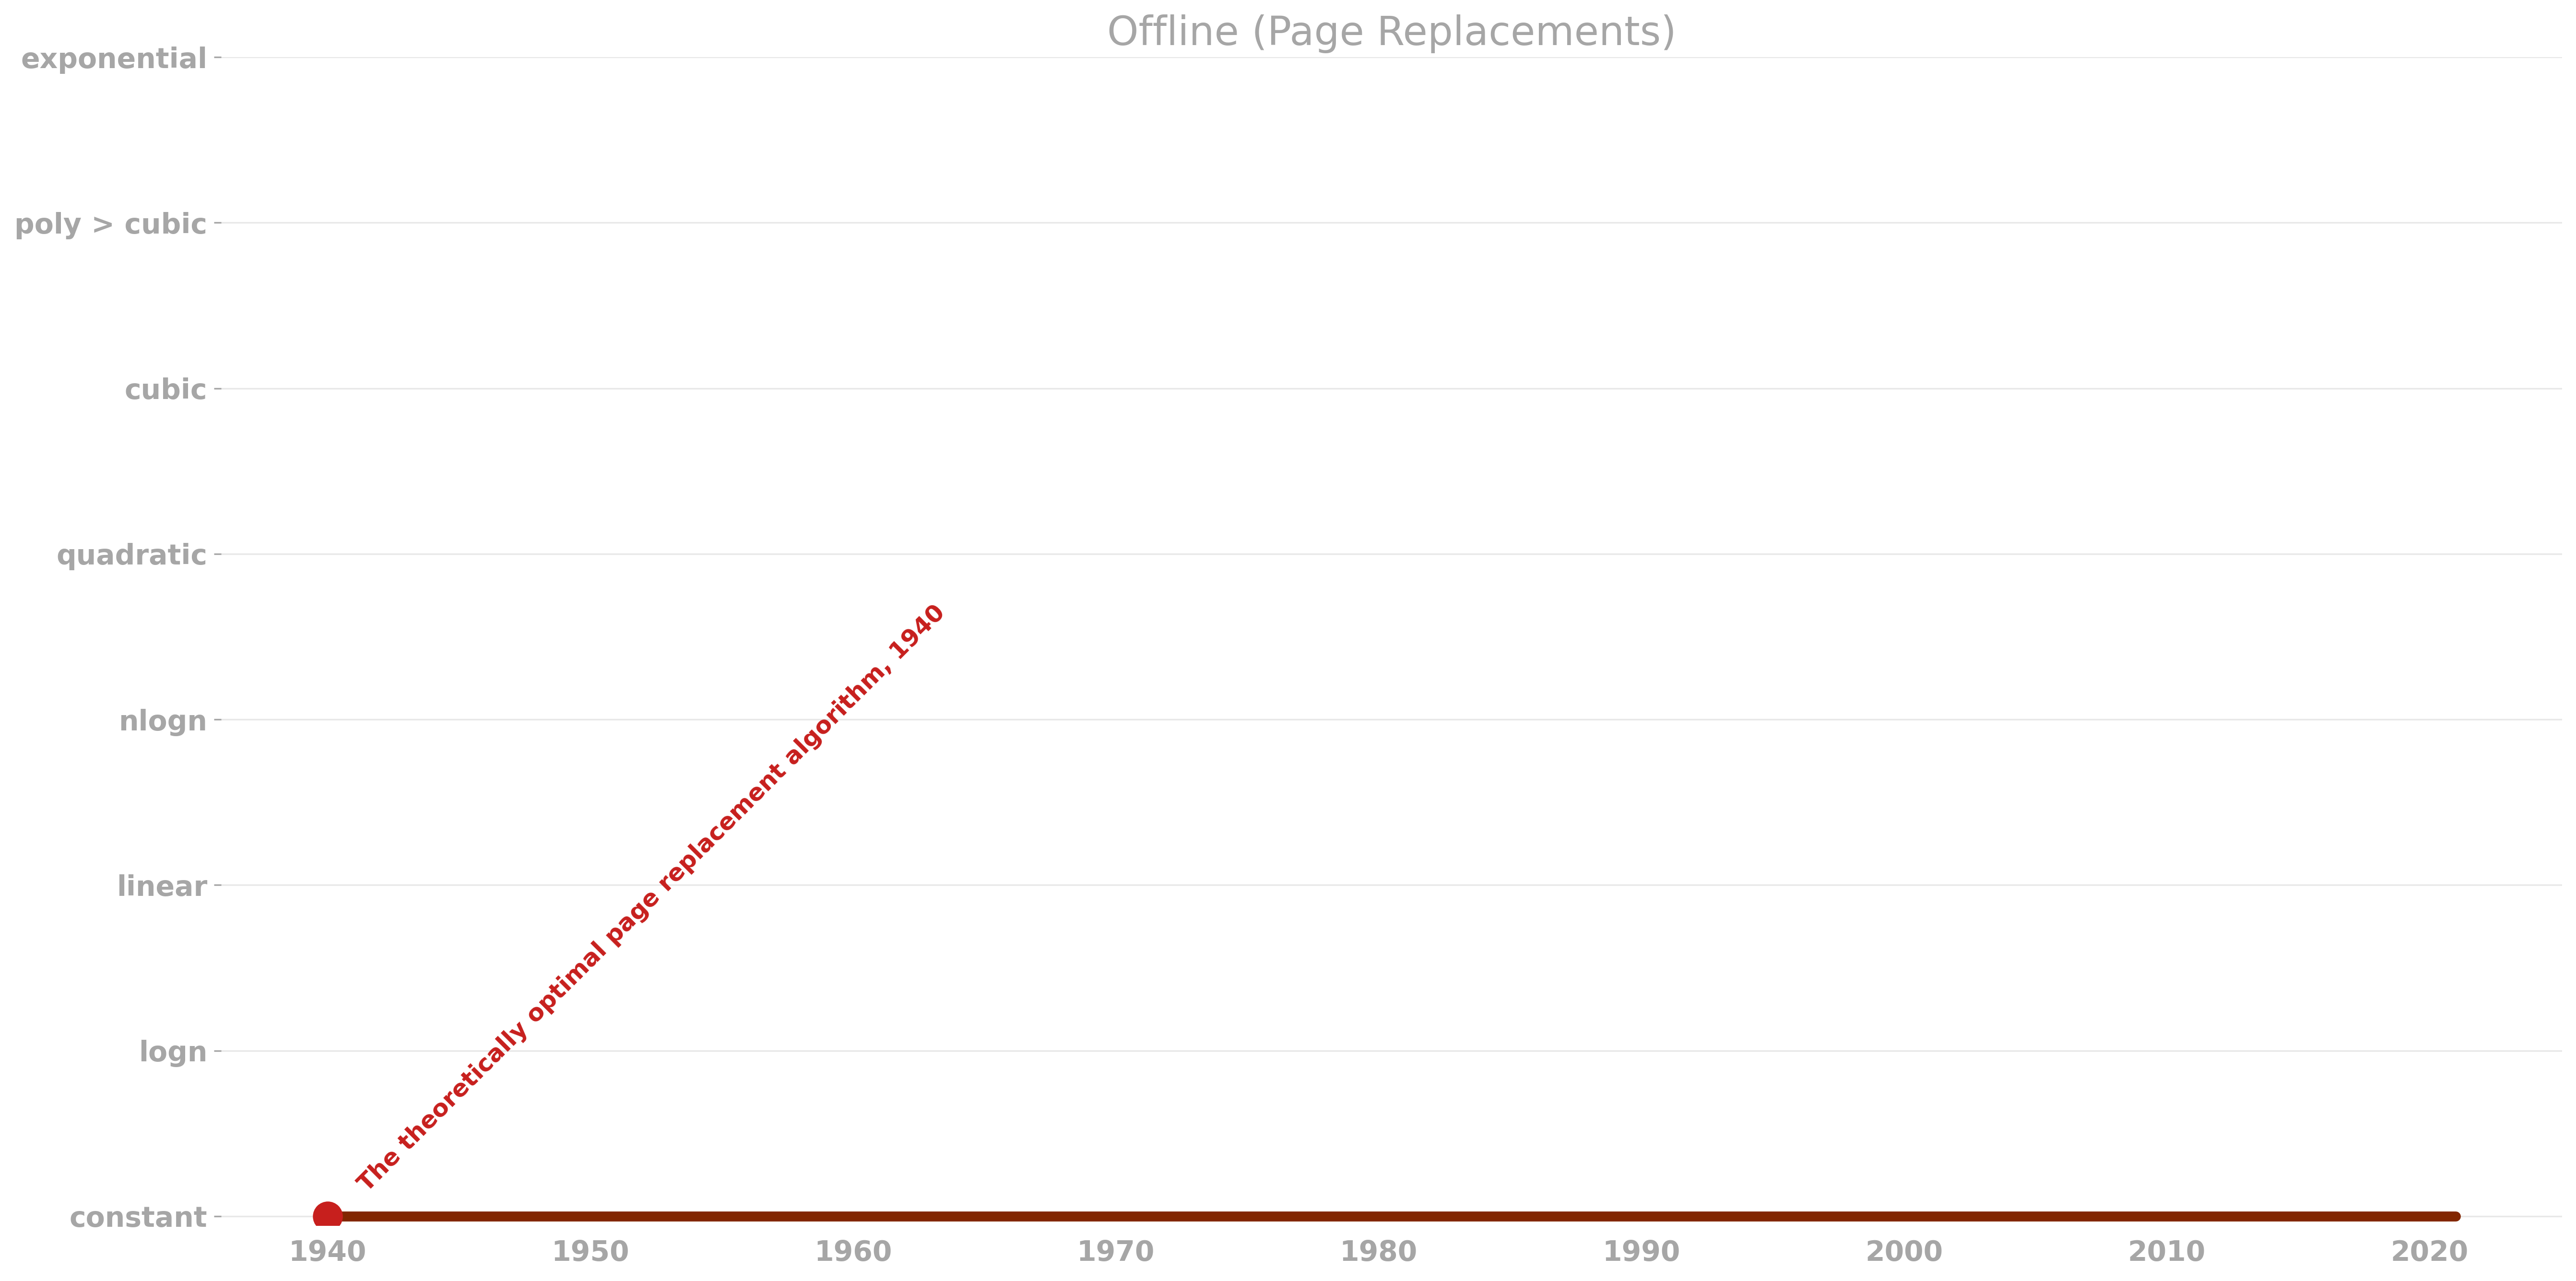 Offline (Page Replacements)
exponential
poly > cubic
cubic
quadratic
nlogn
linear
logn
constant
The theoretically optimal page replacement algorithm, 1940
1940 1950 1960 1970 1980 1990 2000 2010 2020